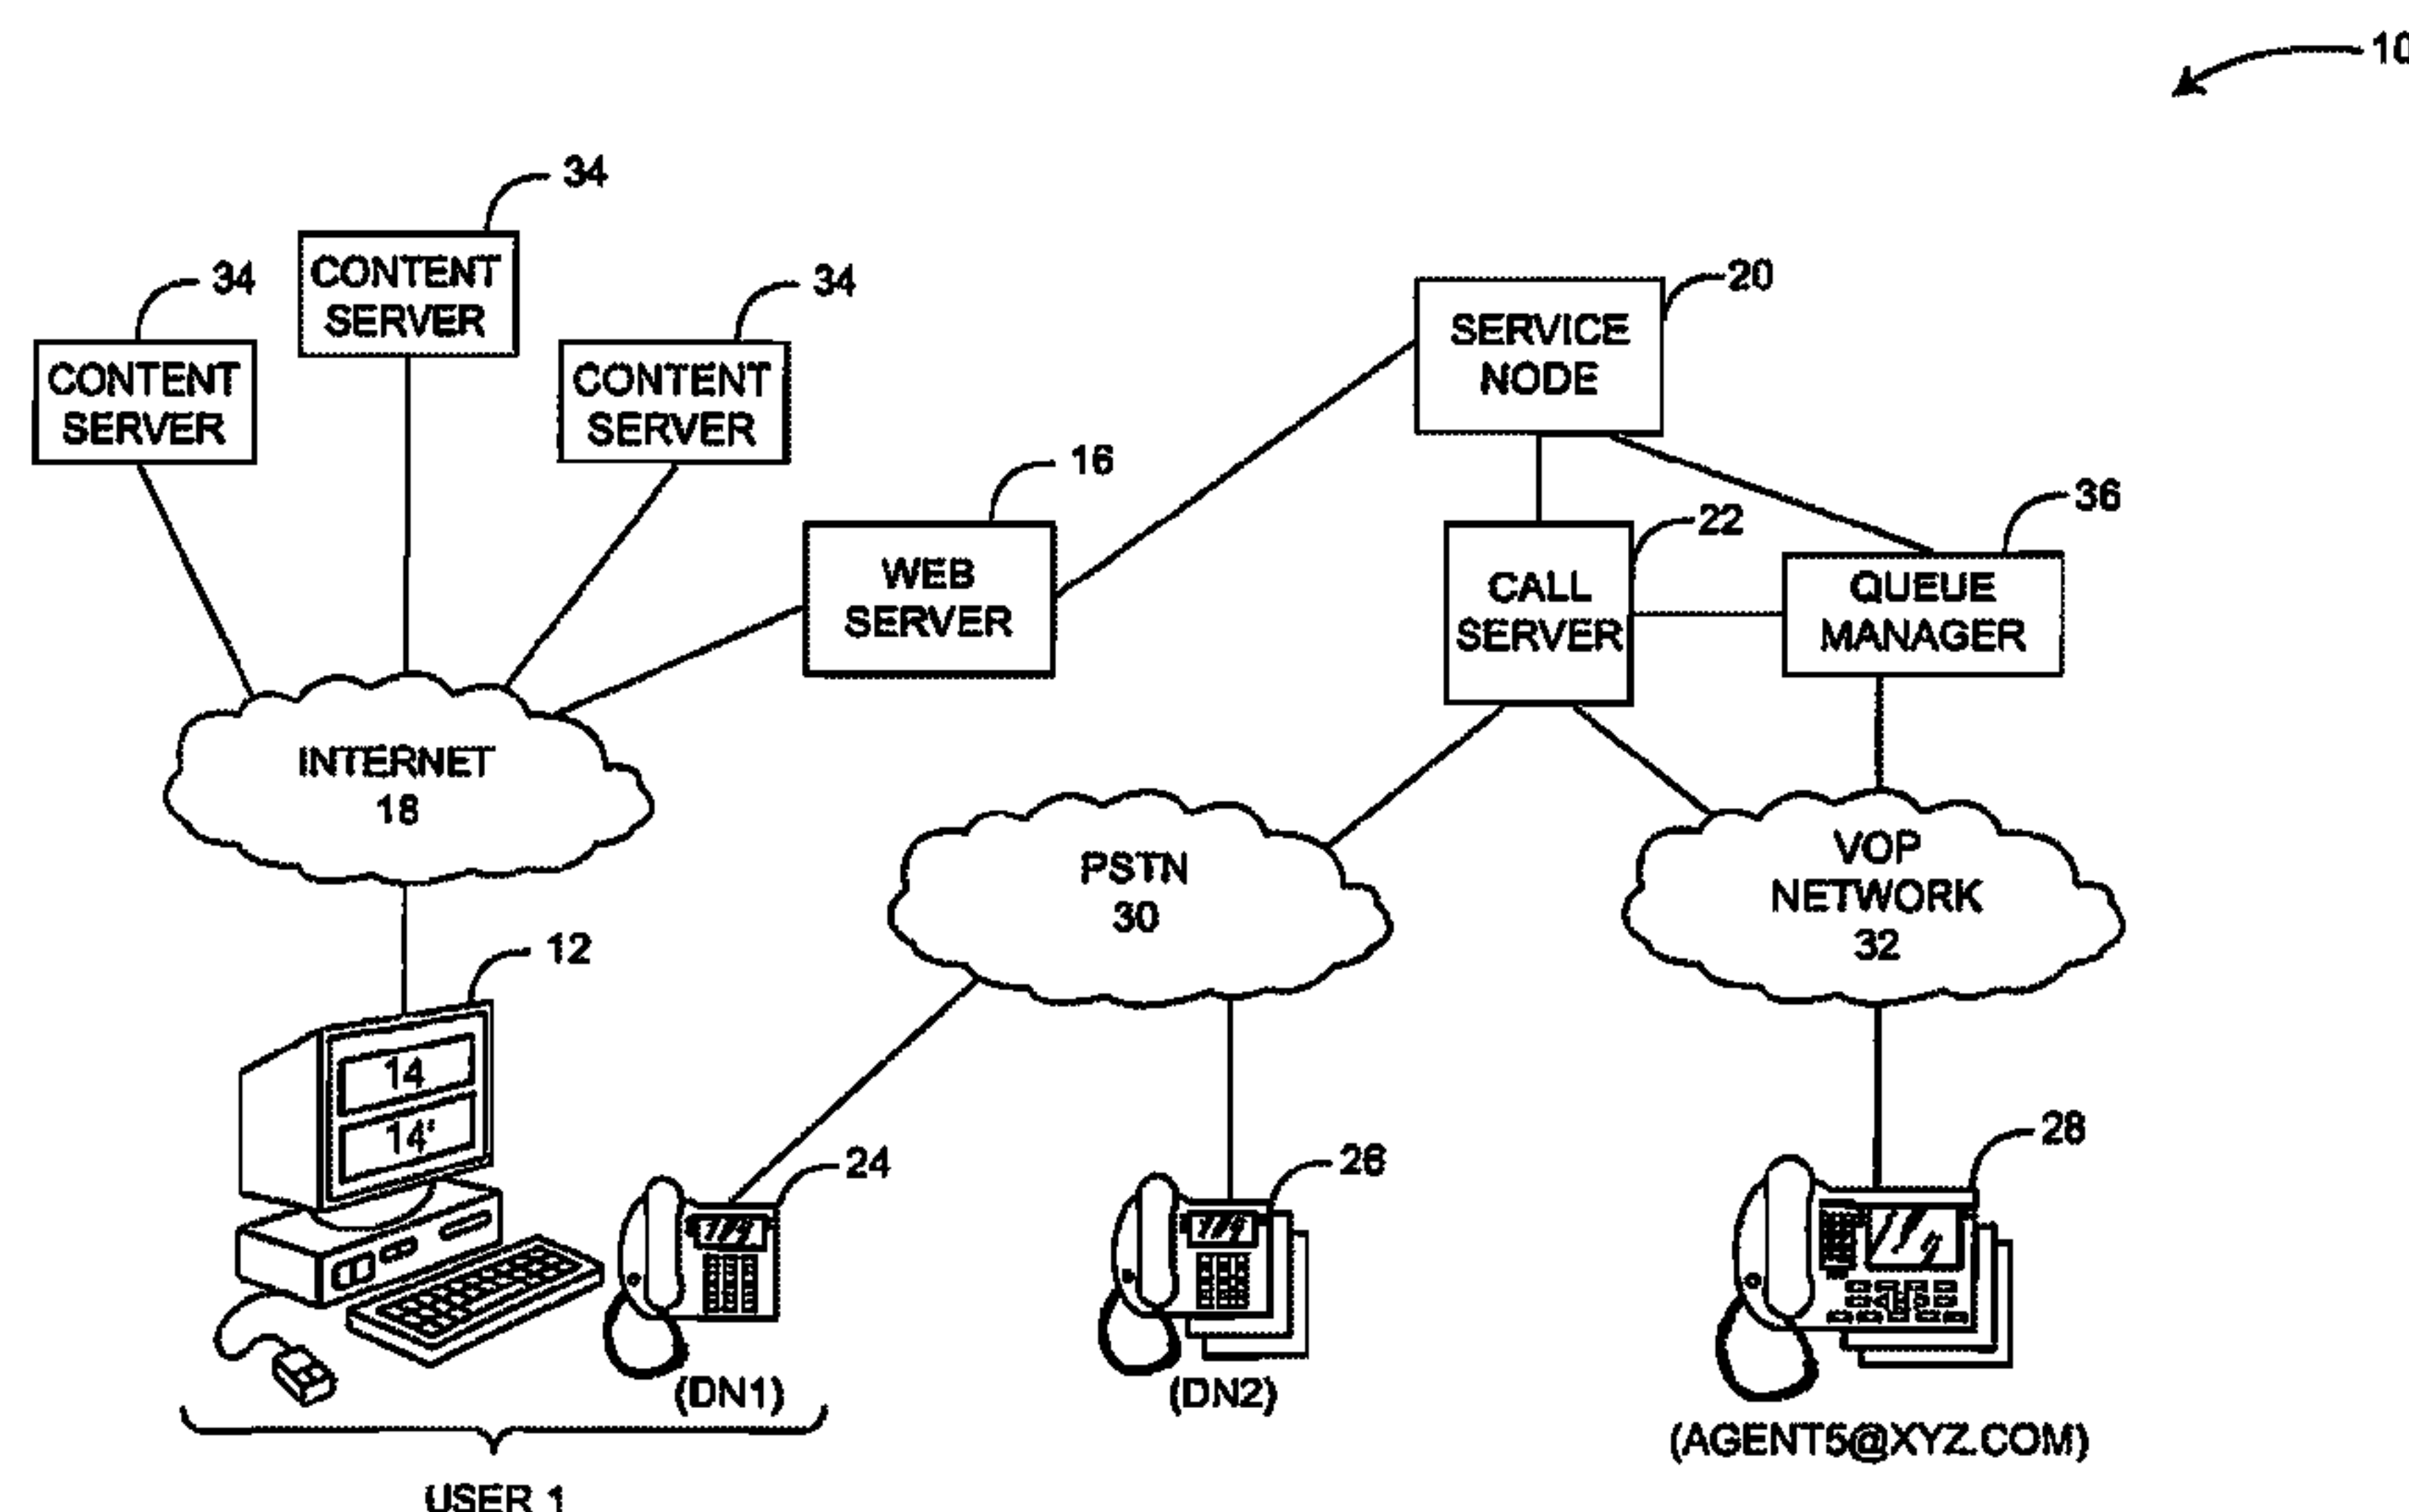 10
34
CONTENT
SERVER
34
CONTENT
SERVER
34
CONTENT
SERVER
20
SERVICE
NODE
16
WEB
SERVER
22
CALL
SERVER
36
QUEUE
MANAGER
INTERNET
18
PSTN
30
VOP
NETWORK
32
12
14
14'
24
26
28
(DN1)
(DN2)
(AGENT5@XYZ.COM)
USER 1